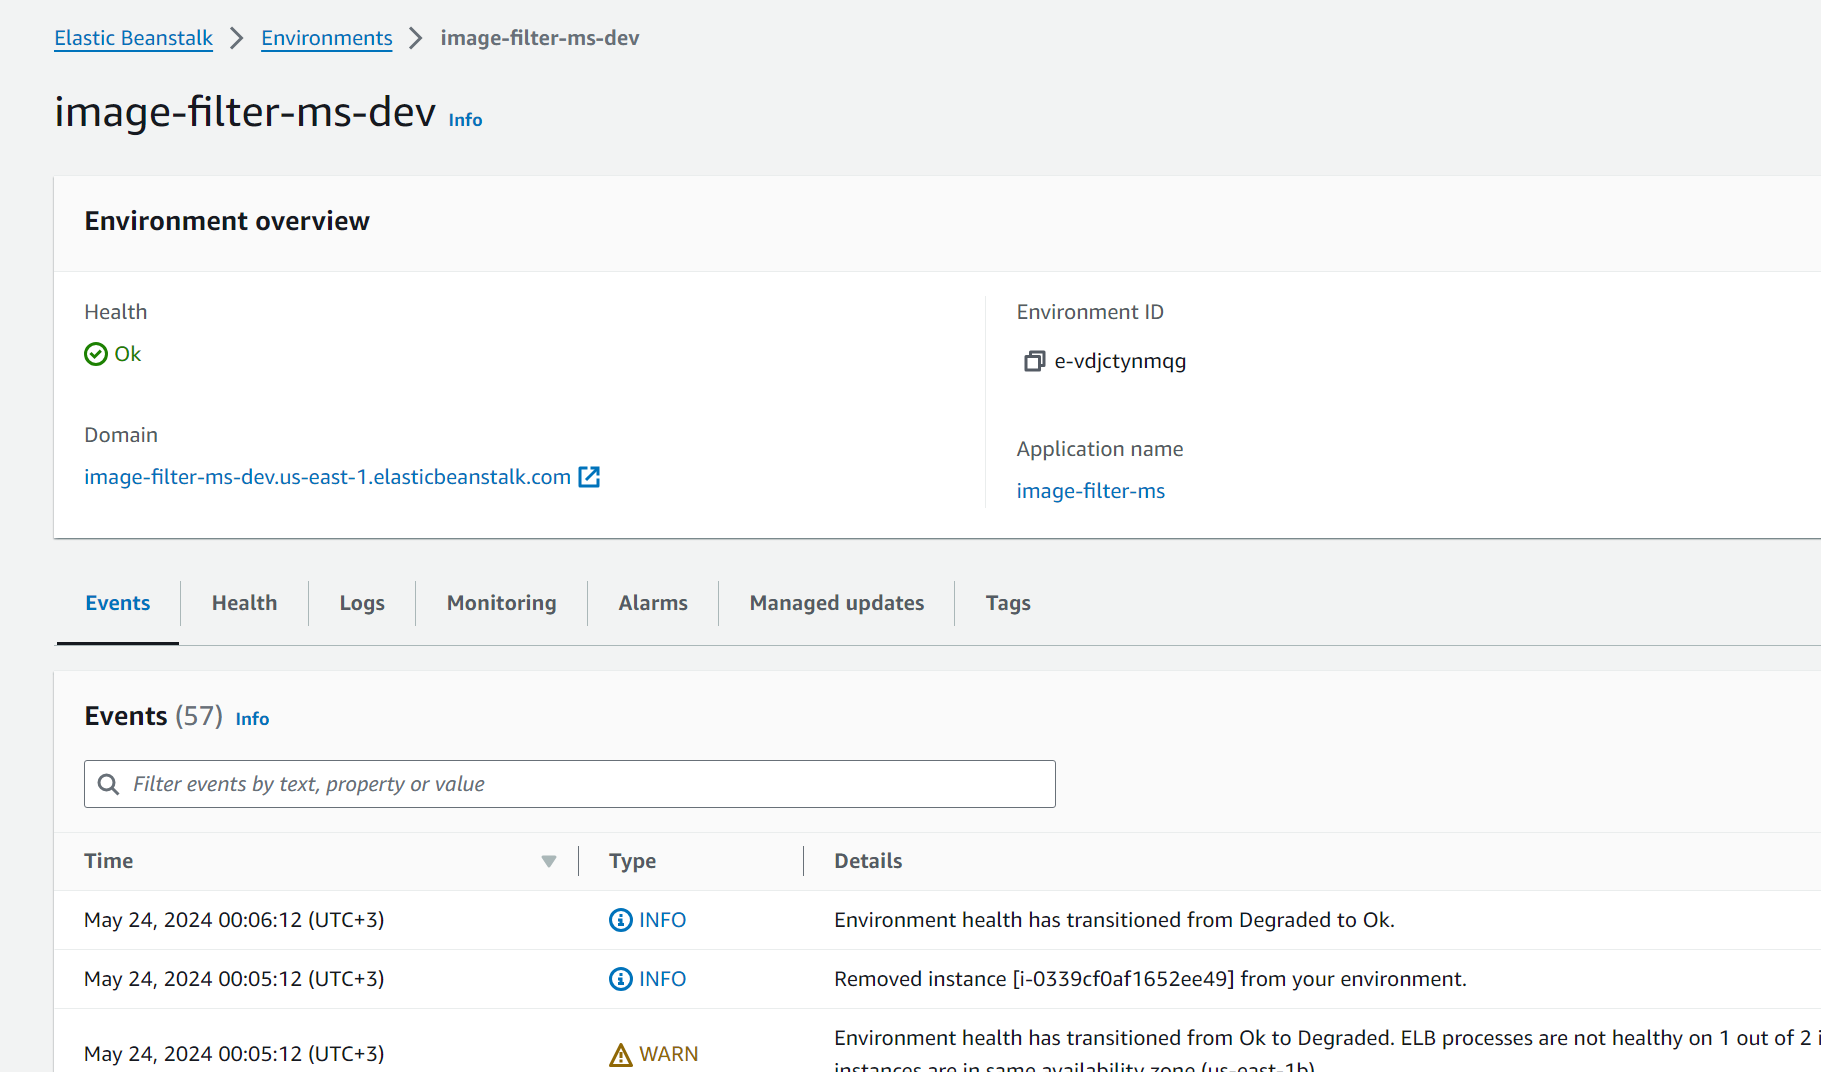 Elastic Beanstalk > Environments > image-filter-ms-dev
image-filter-ms-dev Info
Environment overview
Health
Ok
Domain
image-filter-ms-dev.us-east-1.elasticbeanstalk.com
Environment ID
e-vdjctynmqg
Application name
image-filter-ms
Events Health Logs Monitoring Alarms Managed updates Tags
Events (57) Info
Filter events by text, property or value
Time Type Details
May 24, 2024 00:06:12 (UTC+3) INFO Environment health has transitioned from Degraded to Ok.
May 24, 2024 00:05:12 (UTC+3) INFO Removed instance [i-0339cf0af1652ee49] from your environment.
May 24, 2024 00:05:12 (UTC+3) WARN Environment health has transitioned from Ok to Degraded. ELB processes are not healthy on 1 out of 2
instances are in same availability zone (us-east-1b)